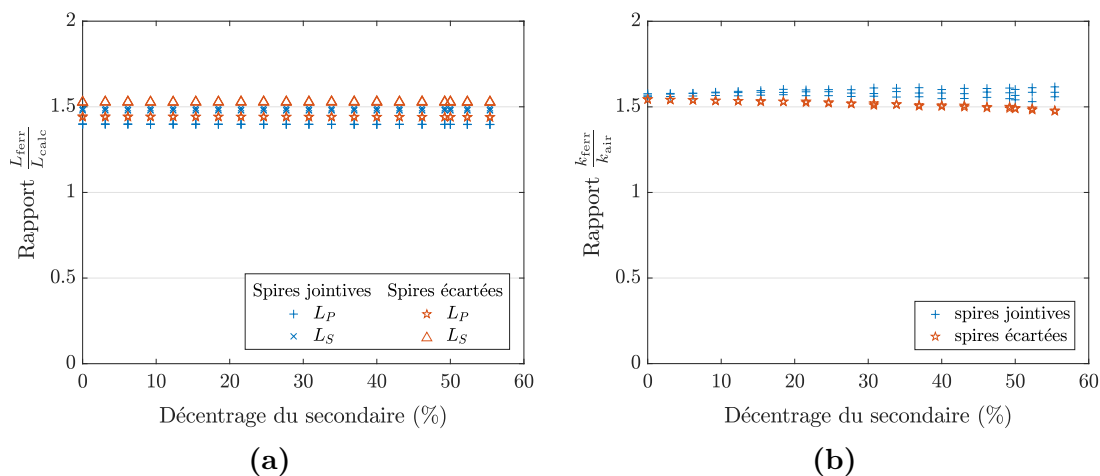 2
1.5
1
0.5
0
0 10 20 30 40 50 60
Rapport L_ferr / L_calc
Décentrage du secondaire (%)
Spires jointives Spires écartées
L_P L_P
L_S L_S
(a)
2
1.5
1
0.5
0
0 10 20 30 40 50 60
Rapport k_ferr / k_air
Décentrage du secondaire (%)
spires jointives
spires écartées
(b)